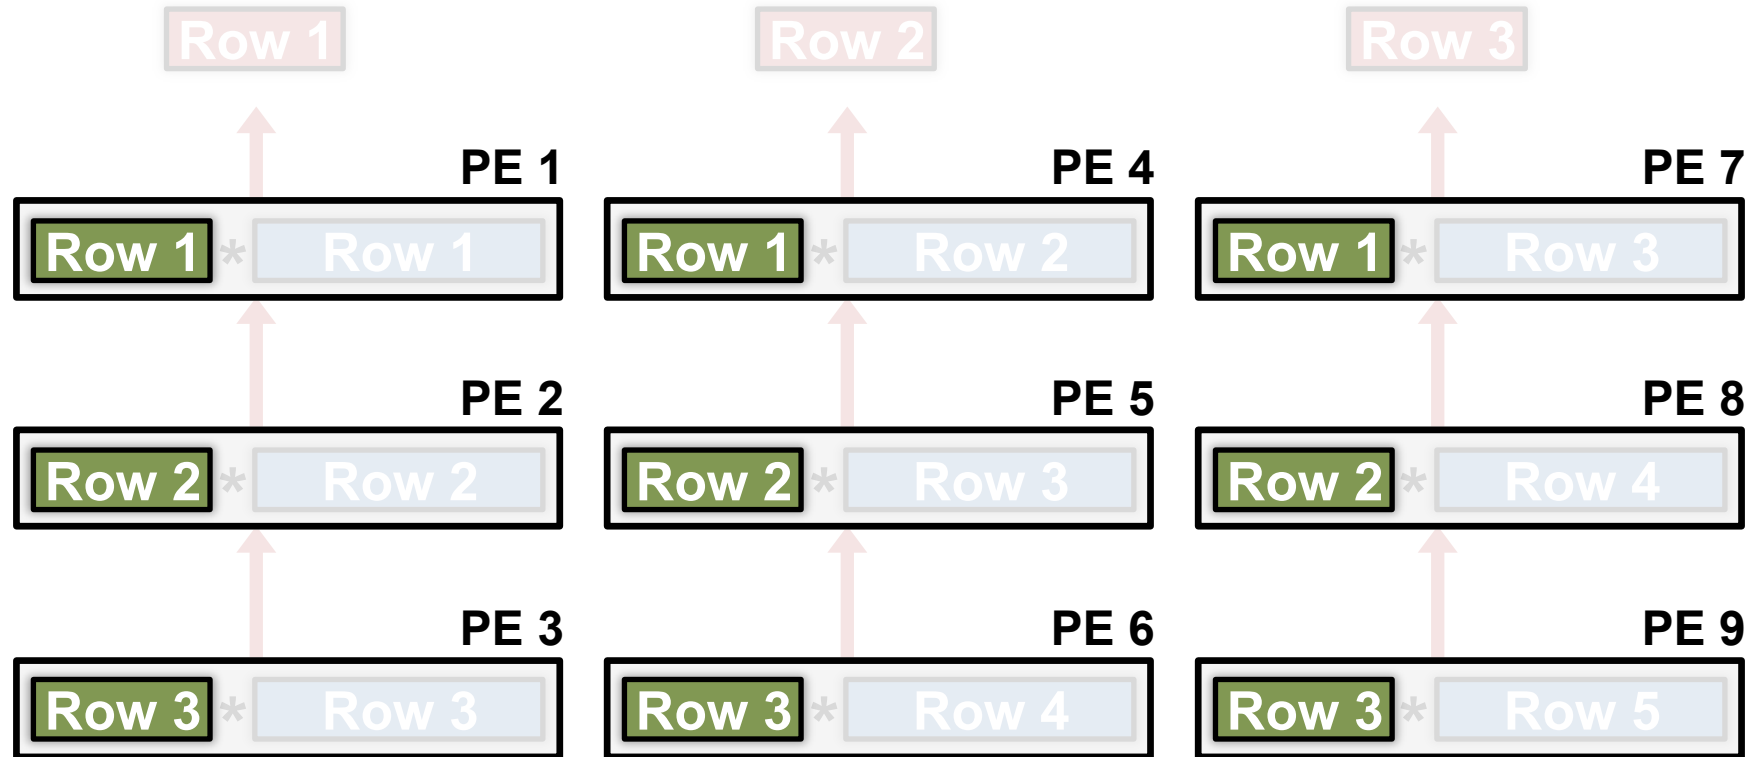 Row 1 Row 2 Row 3
PE 1 PE 4 PE 7
Row 1 * Row 1 Row 1 * Row 2 Row 1 * Row 3
PE 2 PE 5 PE 8
Row 2 * Row 2 Row 2 * Row 3 Row 2 * Row 4
PE 3 PE 6 PE 9
Row 3 * Row 3 Row 3 * Row 4 Row 3 * Row 5